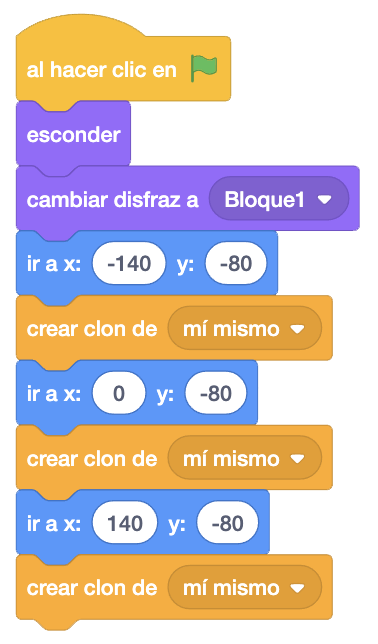 al hacer clic en
esconder
cambiar disfraz a Bloque1
ir a x: -140 y: -80
crear clon de mí mismo
ir a x: 0 y: -80
crear clon de mí mismo
ir a x: 140 y: -80
crear clon de mí mismo